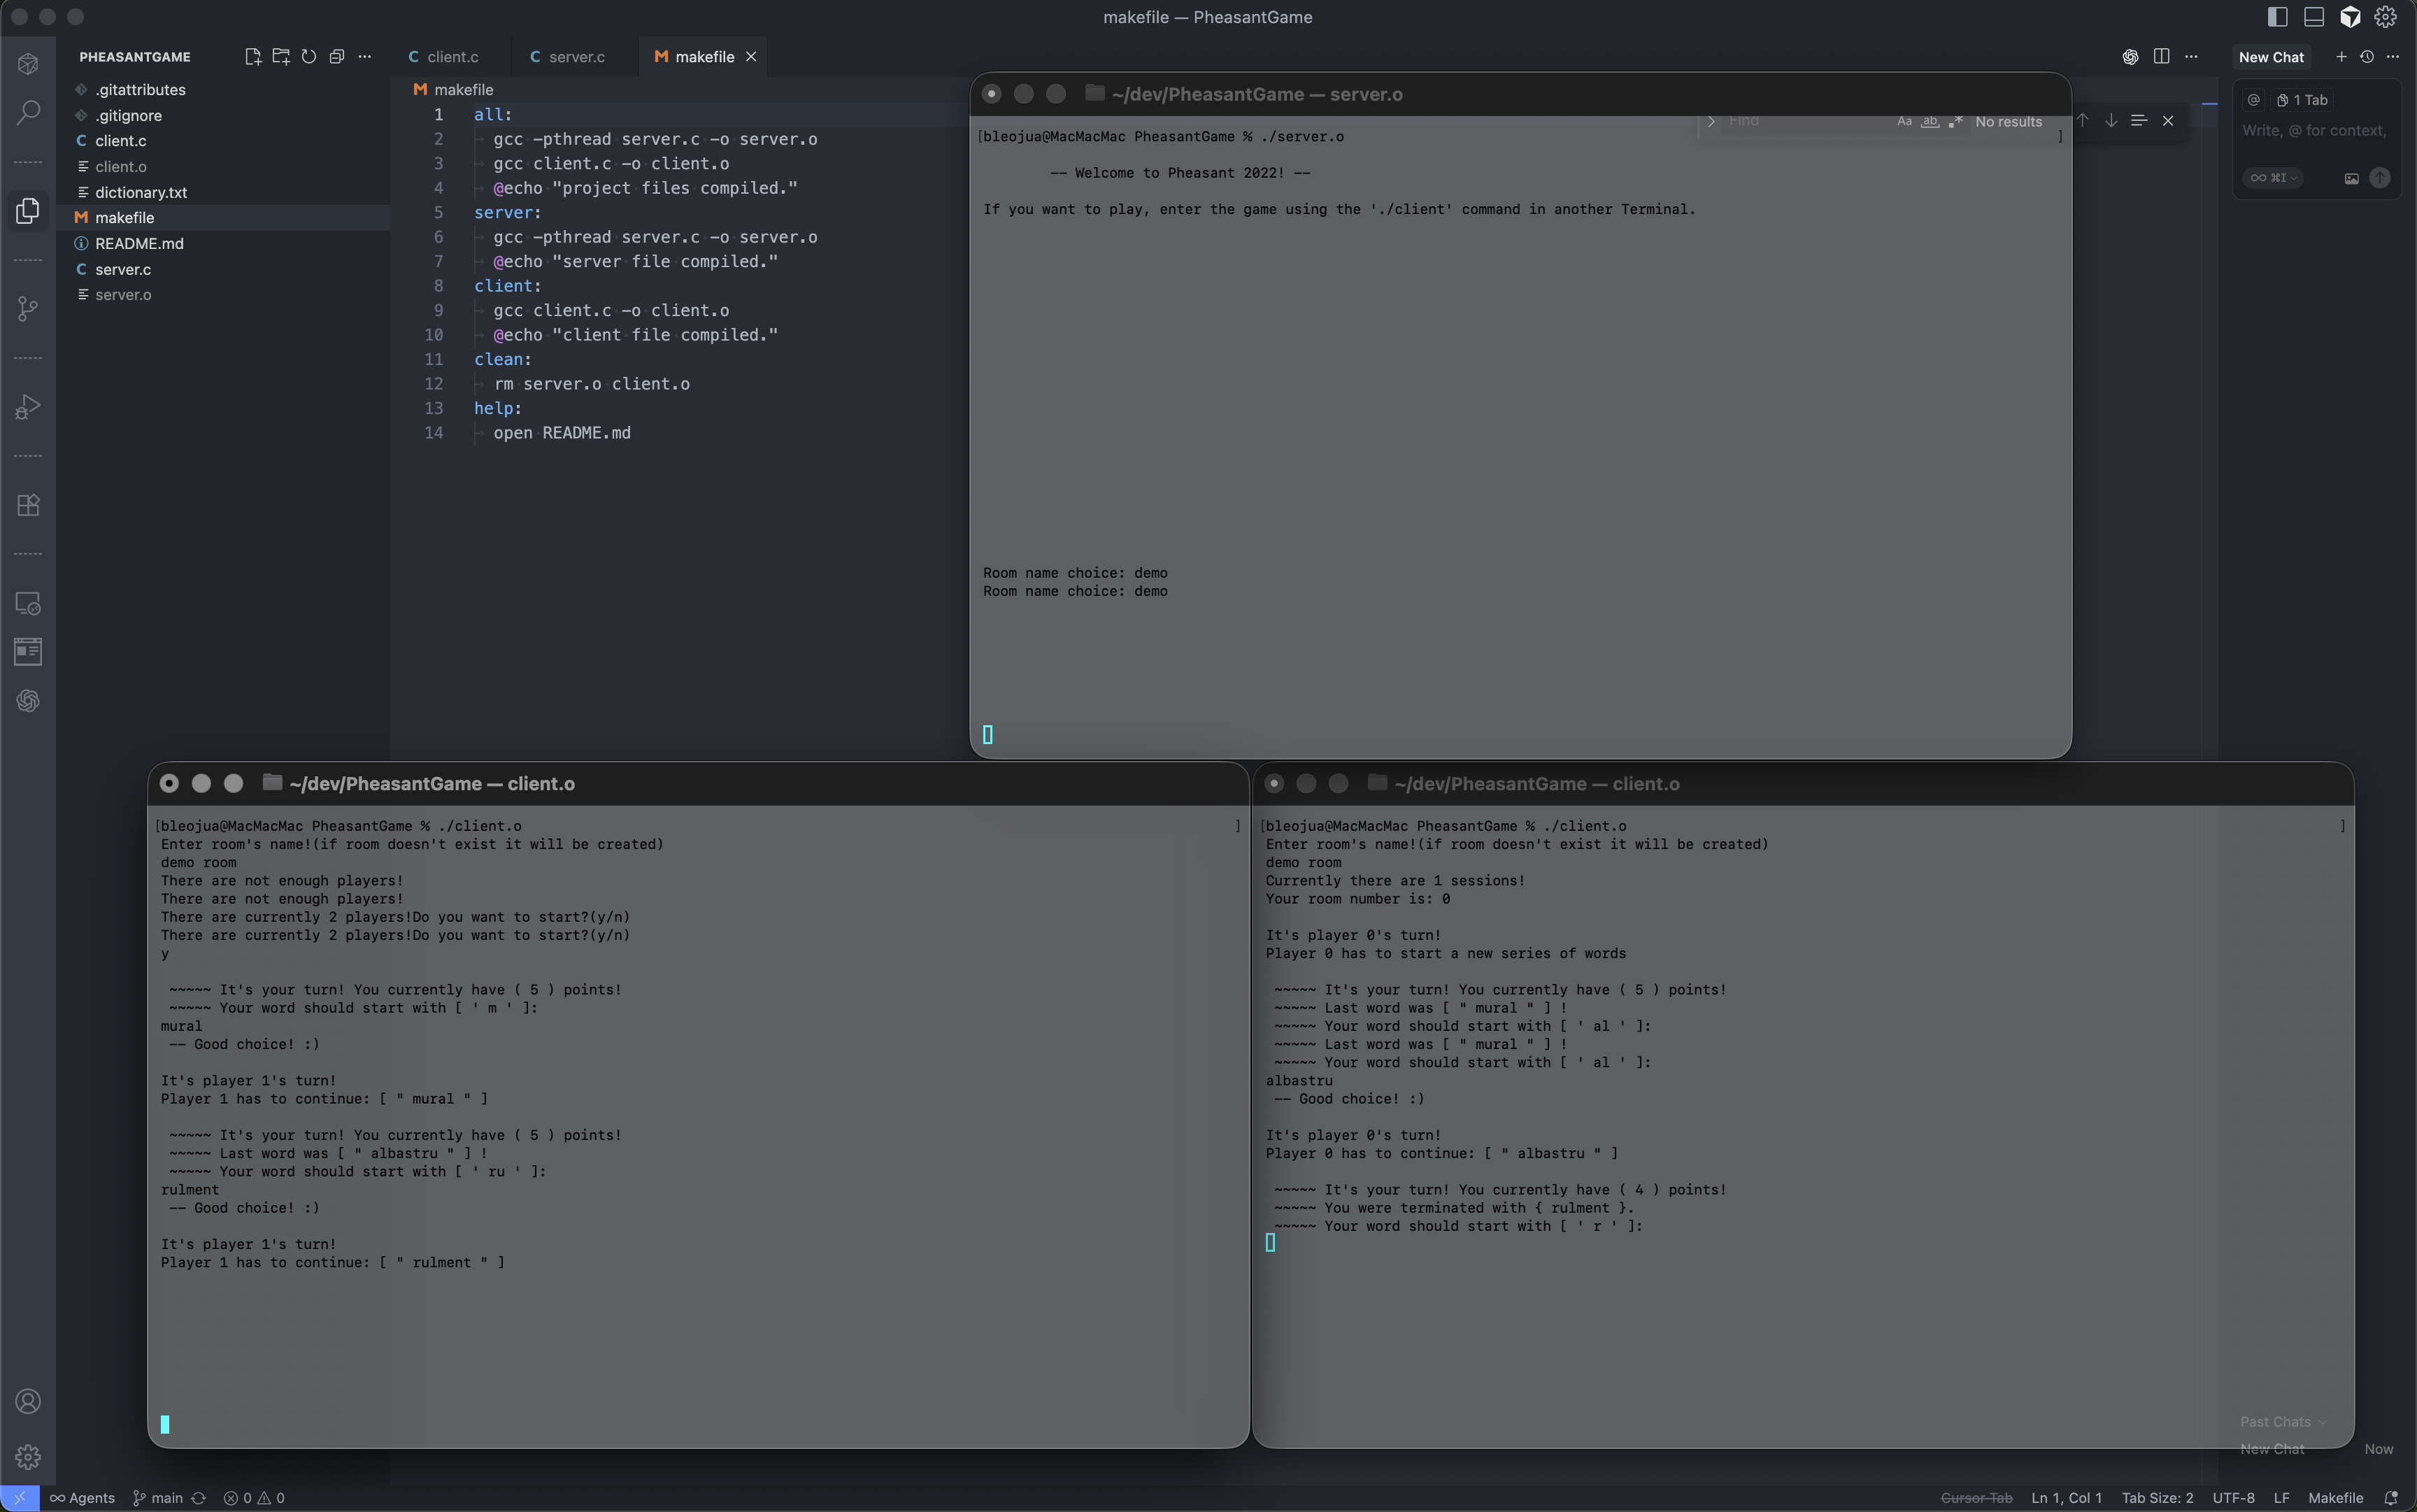 makefile — PheasantGame
PHEASANTGAME
.gitattributes
.gitignore
C client.c
client.o
dictionary.txt
M makefile
README.md
C server.c
server.o
C client.c
C server.c
M makefile
M makefile
1 all:
2 gcc -pthread server.c -o server.o
3 gcc client.c -o client.o
4 @echo "project files compiled."
5 server:
6 gcc -pthread server.c -o server.o
7 @echo "server file compiled."
8 client:
9 gcc client.c -o client.o
10 @echo "client file compiled."
11 clean:
12 rm server.o client.o
13 help:
14 open README.md
New Chat
@ 1 Tab
Write, @ for context,
∞ ⌘I
~/dev/PheasantGame — server.o
Find
Aa ab No results
[bleojua@MacMacMac PheasantGame % ./server.o ]
-- Welcome to Pheasant 2022! --
If you want to play, enter the game using the './client' command in another Terminal.
Room name choice: demo
Room name choice: demo
~/dev/PheasantGame — client.o
[bleojua@MacMacMac PheasantGame % ./client.o ]
Enter room's name!(if room doesn't exist it will be created)
demo room
There are not enough players!
There are not enough players!
There are currently 2 players!Do you want to start?(y/n)
There are currently 2 players!Do you want to start?(y/n)
y
~~~~~ It's your turn! You currently have ( 5 ) points!
~~~~~ Your word should start with [ ' m ' ]:
mural
-- Good choice! :)
It's player 1's turn!
Player 1 has to continue: [ " mural " ]
~~~~~ It's your turn! You currently have ( 5 ) points!
~~~~~ Last word was [ " albastru " ] !
~~~~~ Your word should start with [ ' ru ' ]:
rulment
-- Good choice! :)
It's player 1's turn!
Player 1 has to continue: [ " rulment " ]
~/dev/PheasantGame — client.o
[bleojua@MacMacMac PheasantGame % ./client.o ]
Enter room's name!(if room doesn't exist it will be created)
demo room
Currently there are 1 sessions!
Your room number is: 0
It's player 0's turn!
Player 0 has to start a new series of words
~~~~~ It's your turn! You currently have ( 5 ) points!
~~~~~ Last word was [ " mural " ] !
~~~~~ Your word should start with [ ' al ' ]:
~~~~~ Last word was [ " mural " ] !
~~~~~ Your word should start with [ ' al ' ]:
albastru
-- Good choice! :)
It's player 0's turn!
Player 0 has to continue: [ " albastru " ]
~~~~~ It's your turn! You currently have ( 4 ) points!
~~~~~ You were terminated with { rulment }.
~~~~~ Your word should start with [ ' r ' ]:
Past Chats
New Chat Now
∞ Agents main 0 0
Cursor Tab Ln 1, Col 1 Tab Size: 2 UTF-8 LF Makefile